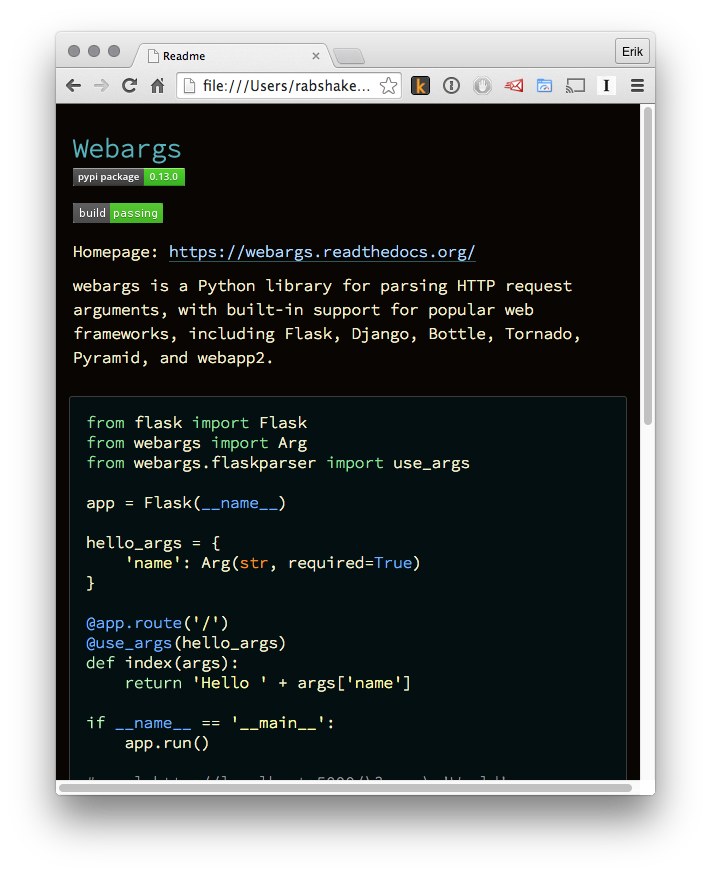 Readme
Erik
file:///Users/rabshake...
Webargs
pypi package 0.13.0
build passing
Homepage: https://webargs.readthedocs.org/
webargs is a Python library for parsing HTTP request
arguments, with built-in support for popular web
frameworks, including Flask, Django, Bottle, Tornado,
Pyramid, and webapp2.
from flask import Flask
from webargs import Arg
from webargs.flaskparser import use_args
app = Flask(__name__)
hello_args = {
    'name': Arg(str, required=True)
}
@app.route('/')
@use_args(hello_args)
def index(args):
    return 'Hello ' + args['name']
if __name__ == '__main__':
    app.run()